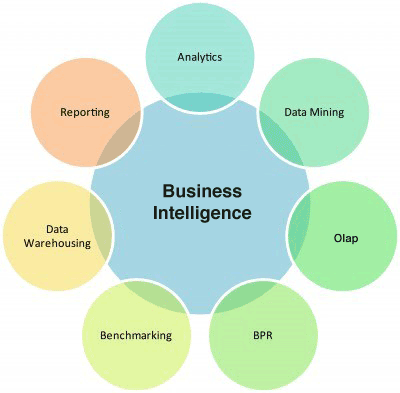 Analytics
Reporting
Data Mining
Business
Intelligence
Data
Warehousing
Olap
Benchmarking
BPR